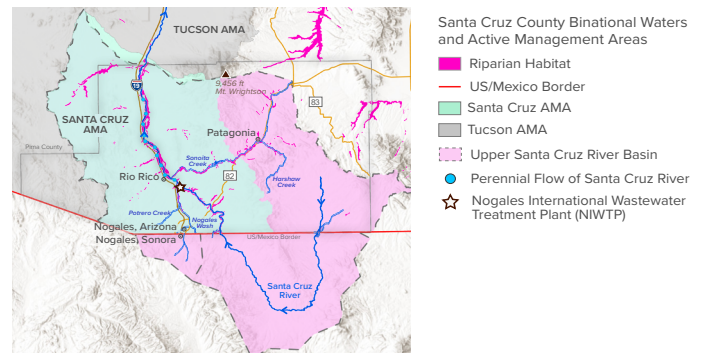 Santa Cruz County Binational Waters
and Active Management Areas
Riparian Habitat
US/Mexico Border
Santa Cruz AMA
Tucson AMA
Upper Santa Cruz River Basin
Perennial Flow of Santa Cruz River
Nogales International Wastewater
Treatment Plant (NIWTP)
TUCSON AMA
19
9,456 ft
Mt. Wrightson
83
SANTA CRUZ
AMA
Patagonia
Pima County
Sonoita
Creek
Rio Rico
82
Harshaw
Creek
Potrero Creek
Nogales
Wash
Nogales, Arizona
Nogales, Sonora
US/Mexico Border
Santa Cruz
River